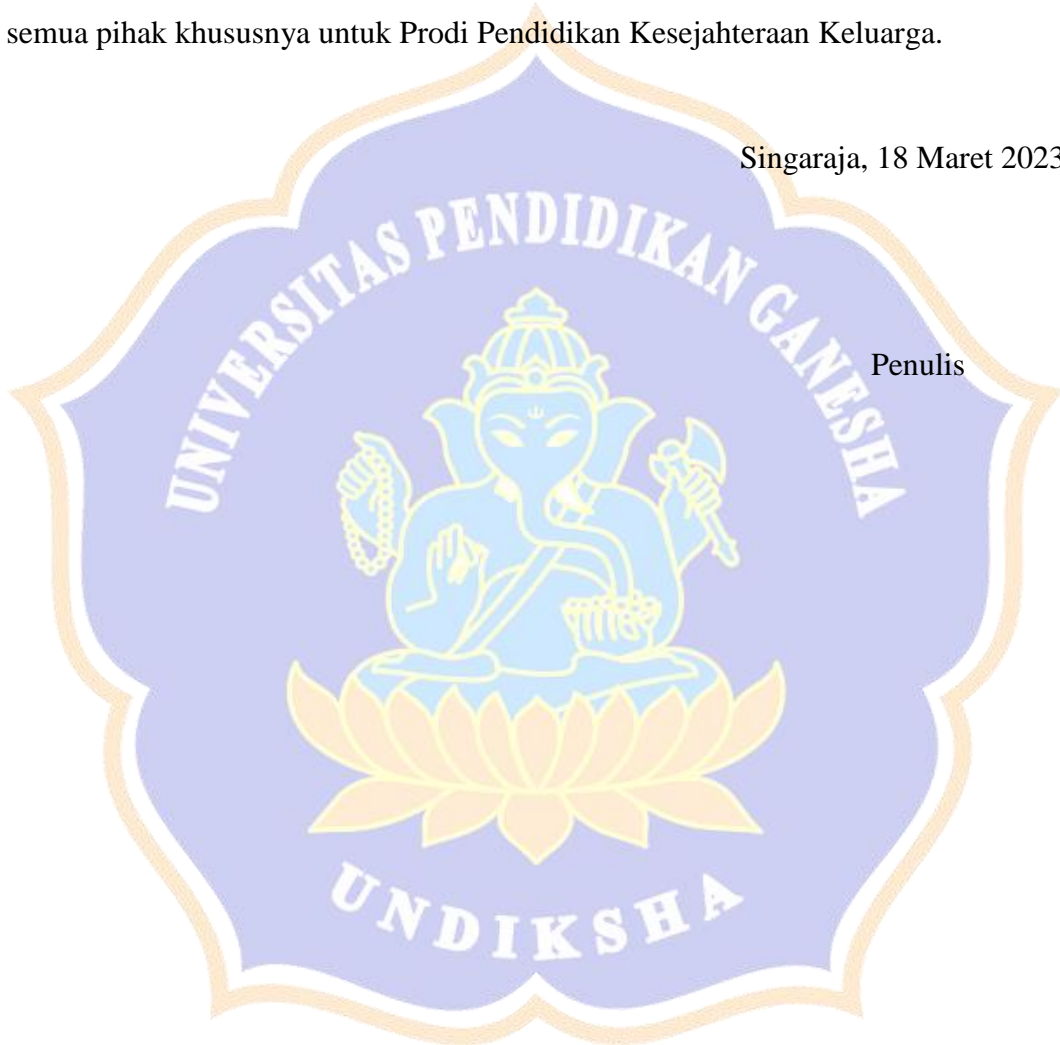 semua pihak khususnya untuk Prodi Pendidikan Kesejahteraan Keluarga.
Singaraja, 18 Maret 2023
UNIVERSITAS PENDIDIKAN GANESHA
Penulis
UNDIKSHA